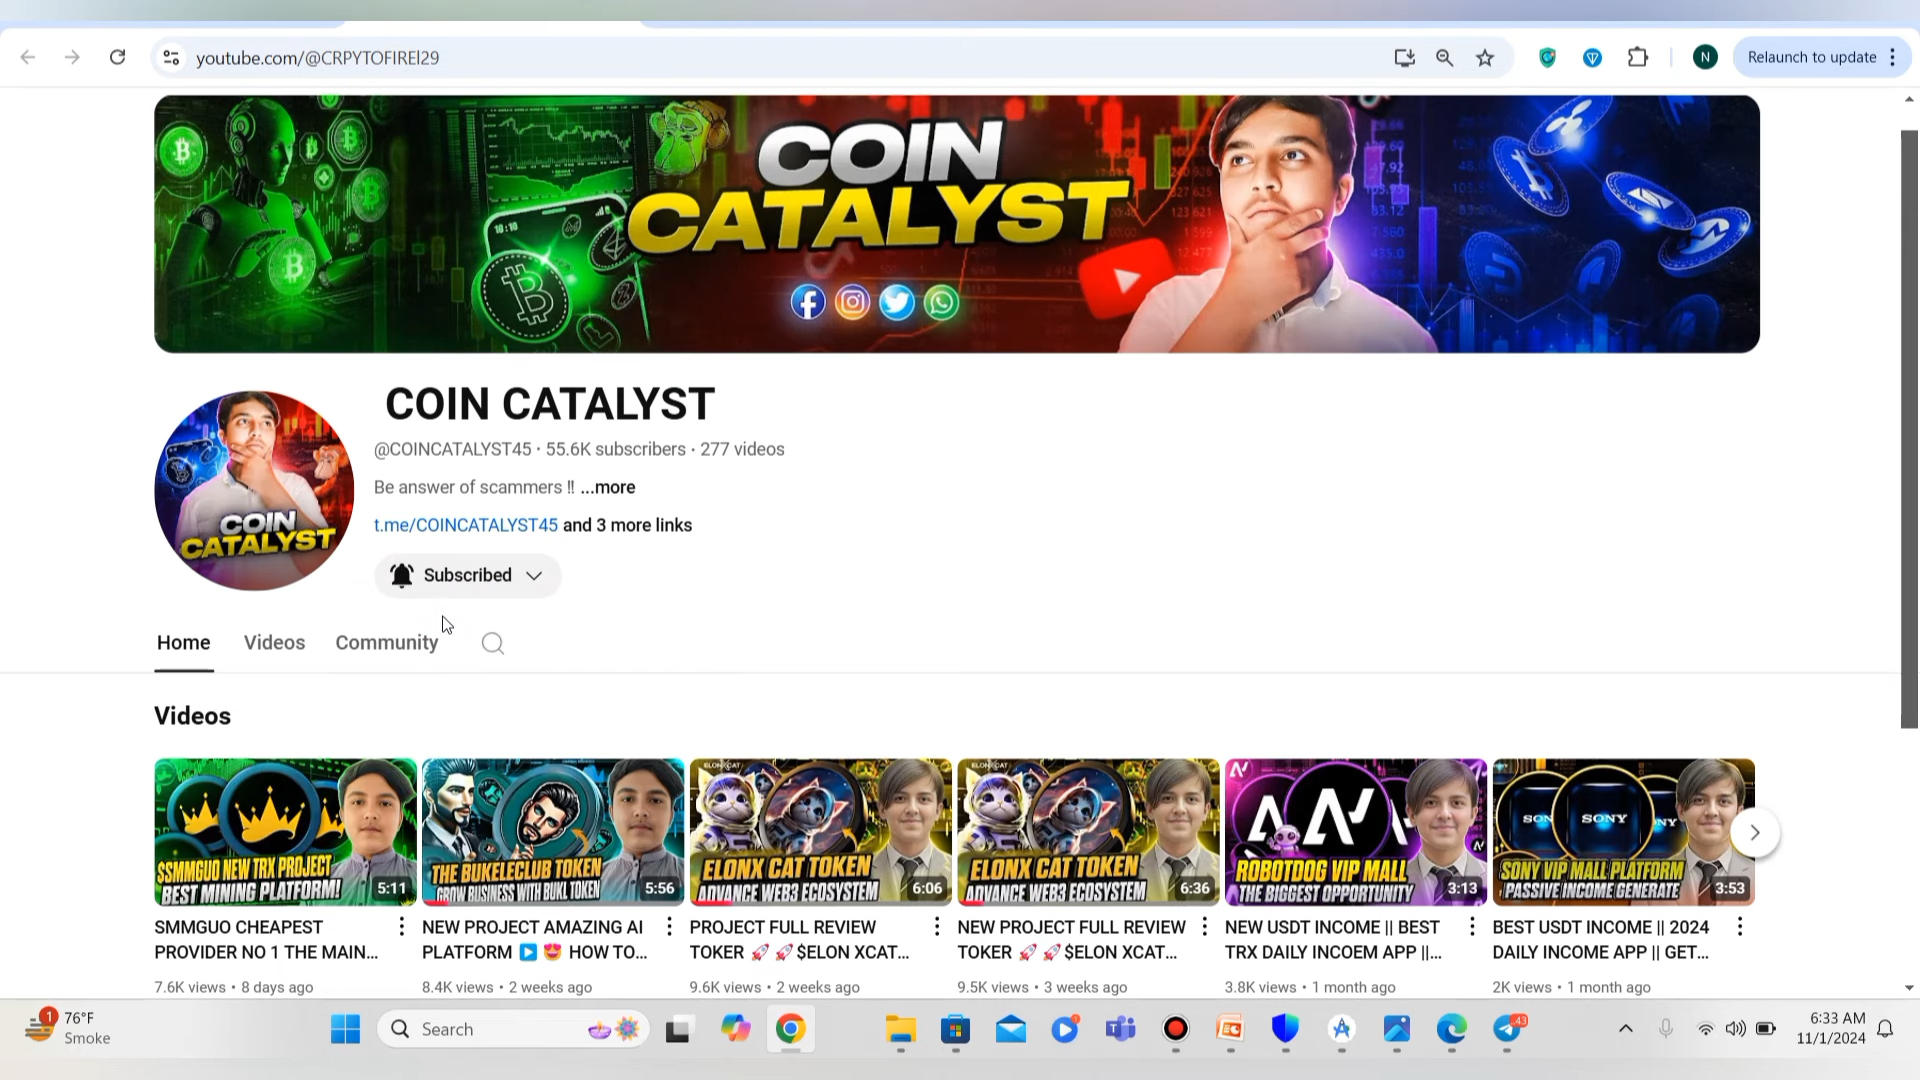 youtube.com/@CRPYTOFIREl29
N
Relaunch to update
COIN
CATALYST
COIN CATALYST
@COINCATALYST45 · 55.6K subscribers · 277 videos
Be answer of scammers !! ...more
t.me/COINCATALYST45 and 3 more links
COIN
CATALYST
Subscribed
Home
Videos
Community
Videos
$SMMGUO NEW TRX PROJECT
BEST MINING PLATFORM!
5:11
THE BUKELECLUB TOKEN
GROW BUSINESS WITH BUKL TOKEN
5:56
ELONX CAT
ELONX CAT TOKEN
ADVANCE WEB3 ECOSYSTEM
6:06
ELONX CAT
ELONX CAT TOKEN
ADVANCE WEB3 ECOSYSTEM
6:36
ROBOTDOG VIP MALL
THE BIGGEST OPPORTUNITY
3:13
SONY
SONY VIP MALL PLATFORM
PASSIVE INCOME GENERATE
3:53
SMMGUO CHEAPEST
PROVIDER NO 1 THE MAIN...
7.6K views • 8 days ago
NEW PROJECT AMAZING AI
PLATFORM ▶️ 😍 HOW TO...
8.4K views • 2 weeks ago
PROJECT FULL REVIEW
TOKER 🚀 🚀 $ELON XCAT...
9.6K views • 2 weeks ago
NEW PROJECT FULL REVIEW
TOKER 🚀 🚀 $ELON XCAT...
9.5K views • 3 weeks ago
NEW USDT INCOME || BEST
TRX DAILY INCOEM APP ||...
3.8K views • 1 month ago
BEST USDT INCOME || 2024
DAILY INCOME APP || GET...
2K views • 1 month ago
1
76°F
Smoke
Search
43
6:33 AM
11/1/2024